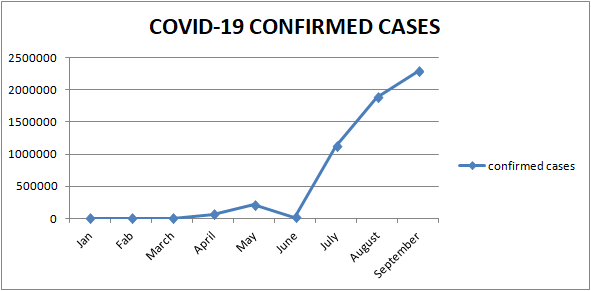 COVID-19 CONFIRMED CASES
2500000
2000000
1500000
1000000
500000
0
Jan
Fab
March
April
May
June
July
August
September
confirmed cases